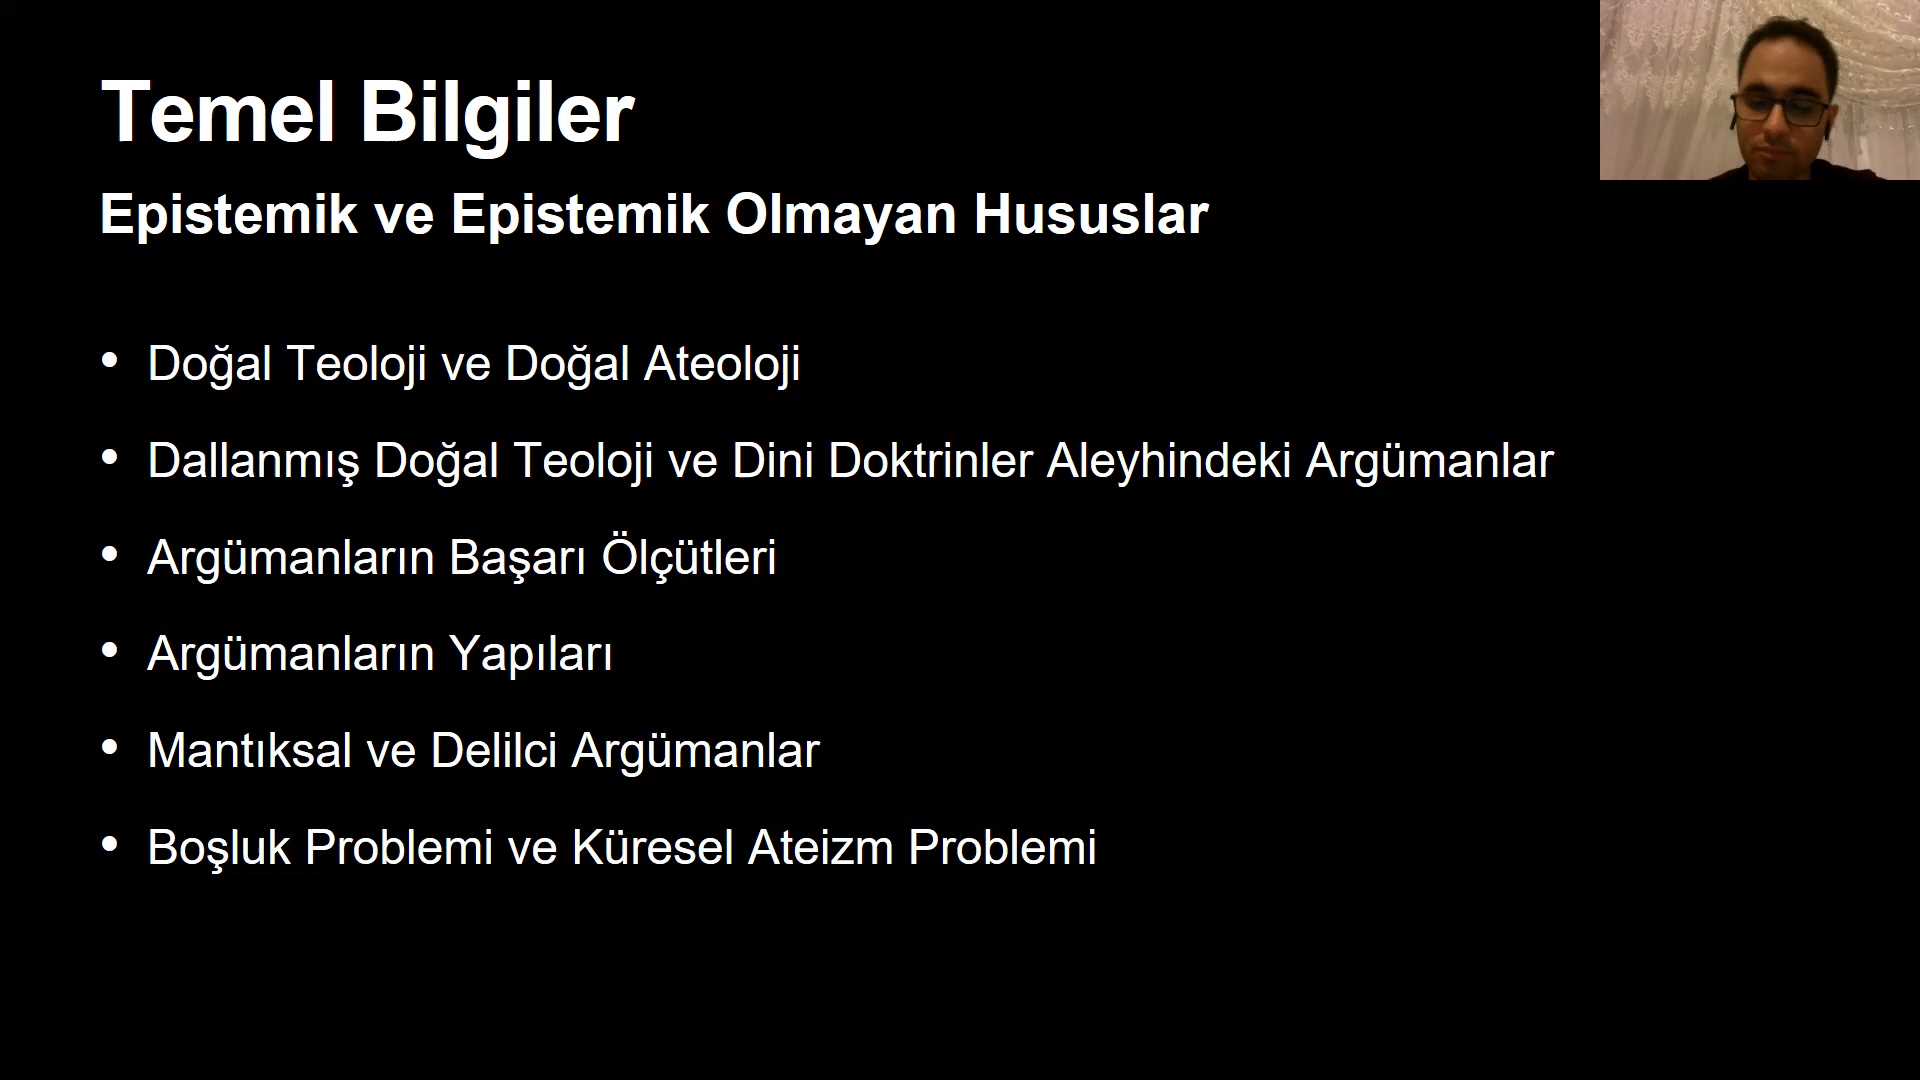 Temel Bilgiler
Epistemik ve Epistemik Olmayan Hususlar
• Doğal Teoloji ve Doğal Ateoloji
• Dallanmış Doğal Teoloji ve Dini Doktrinler Aleyhindeki Argümanlar
• Argümanların Başarı Ölçütleri
• Argümanların Yapıları
• Mantıksal ve Delilci Argümanlar
• Boşluk Problemi ve Küresel Ateizm Problemi